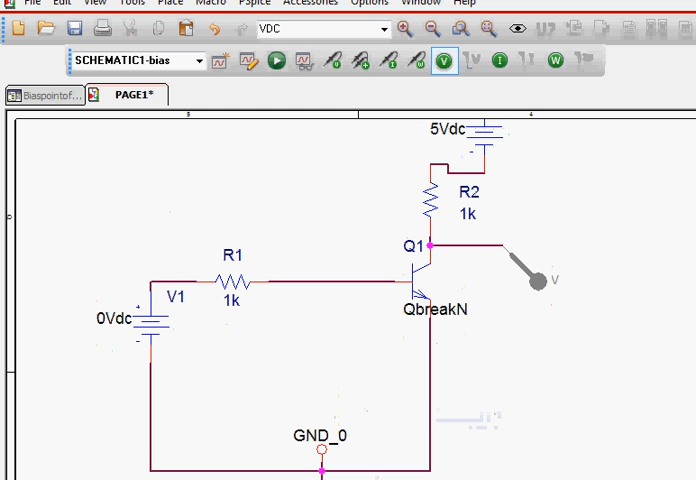 File Edit View Tools Place Macro PSpice Accessories Options Window Help
VDC
SCHEMATIC1-bias
V I W
Biaspointof... PAGE1*
5 4
5Vdc
-
R2
1k
Q1
R1
V
1k
V1
QbreakN
+
0Vdc
-
GND_0